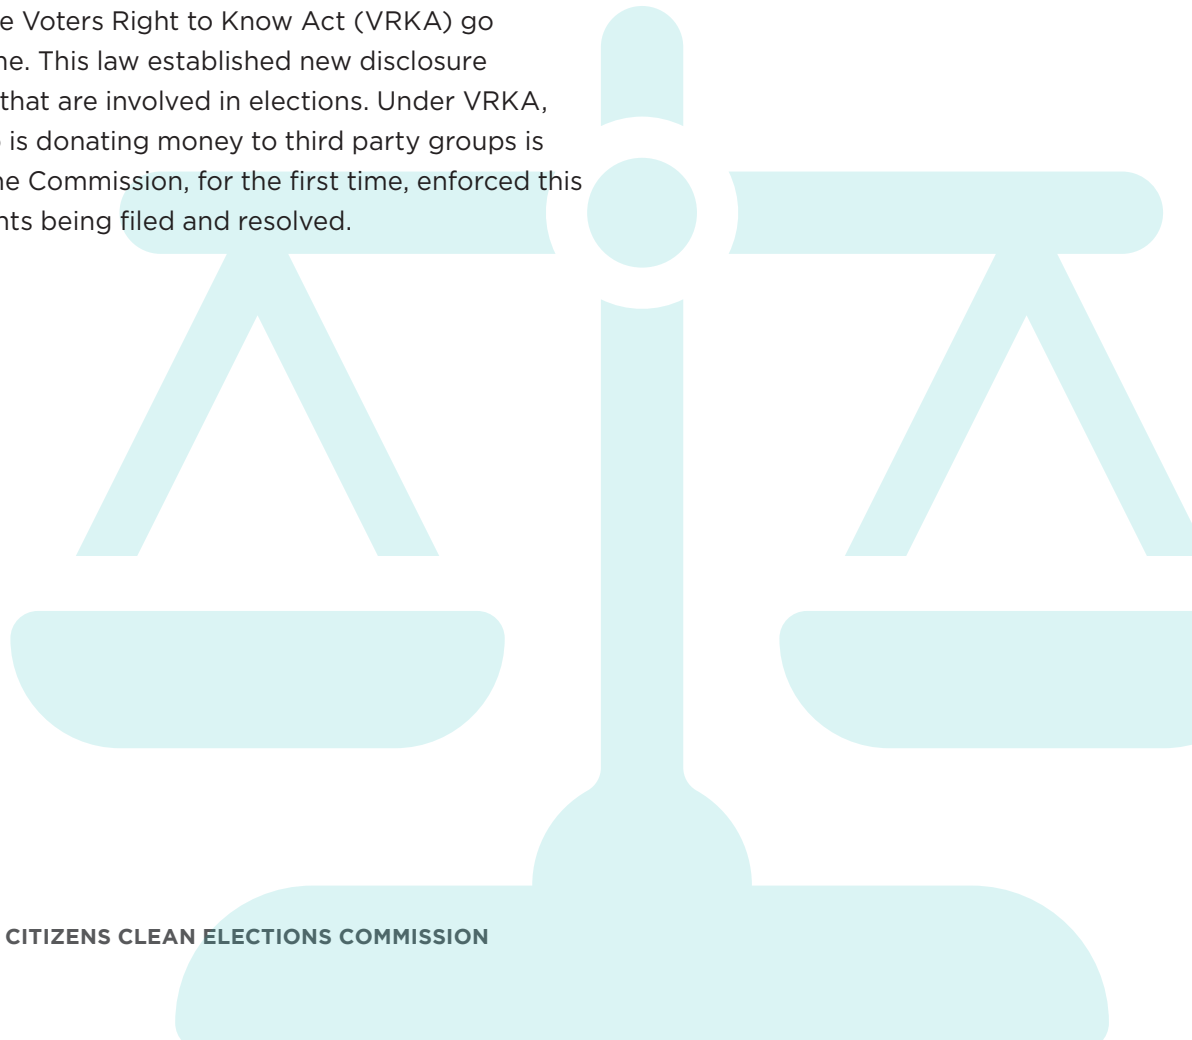 e Voters Right to Know Act (VRKA) go
ne. This law established new disclosure
that are involved in elections. Under VRKA,
is donating money to third party groups is
he Commission, for the first time, enforced this
nts being filed and resolved.
CITIZENS CLEAN ELECTIONS COMMISSION